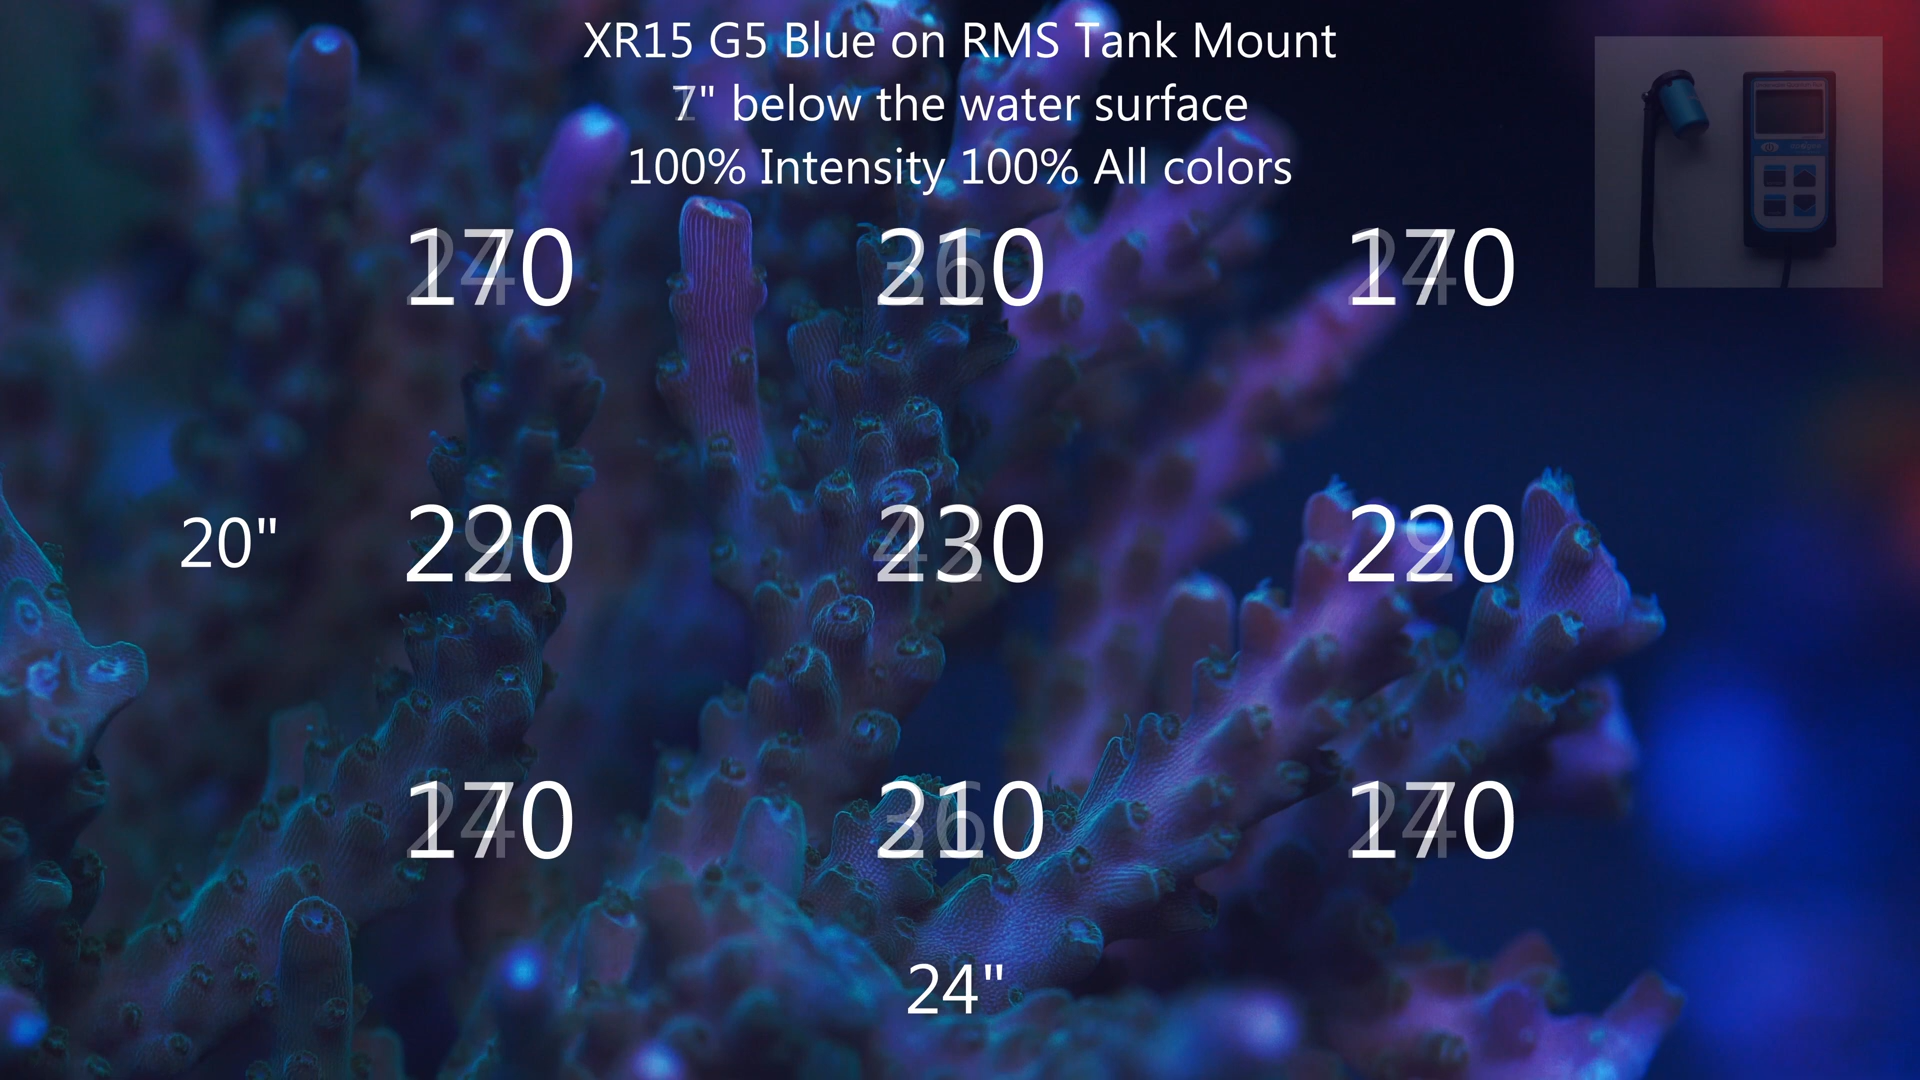 XR15 G5 Blue on RMS Tank Mount
7" below the water surface
100% Intensity 100% All colors
170 210 170
20" 220 230 220
170 210 170
24"